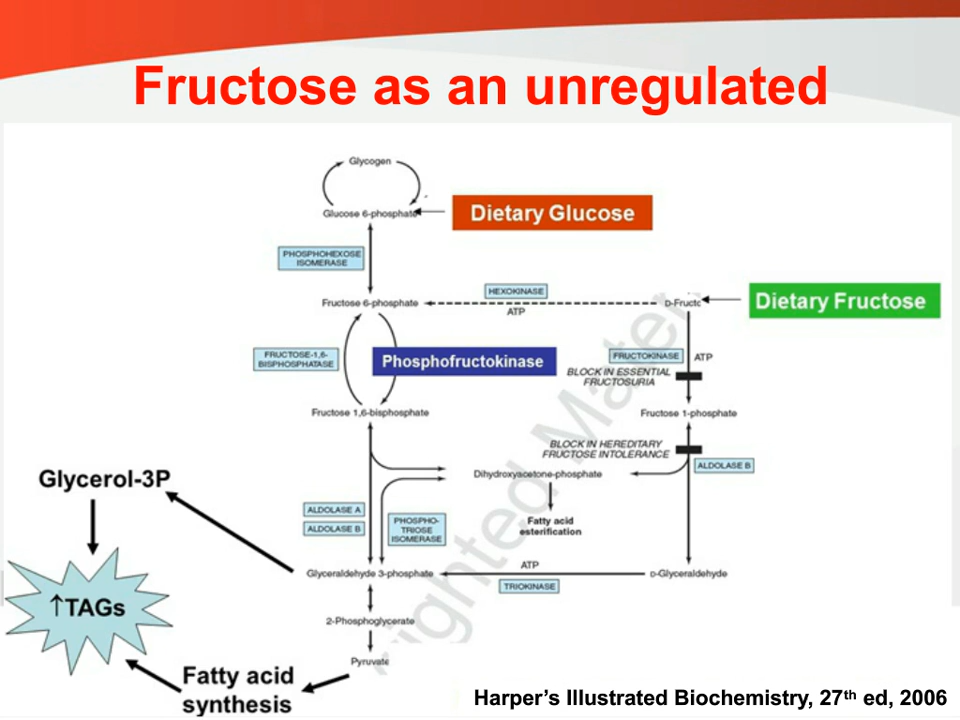 Fructose as an unregulated
Glycogen
Glucose 6-phosphate
Dietary Glucose
PHOSPHOHEXOSE
ISOMERASE
HEXOKINASE
Fructose 6-phosphate
ATP
D-Fructc
Dietary Fructose
FRUCTOSE-1,6-
BISPHOSPHATASE
Phosphofructokinase
FRUCTOKINASE
ATP
BLOCK IN ESSENTIAL
FRUCTOSURIA
Fructose 1,6-bisphosphate
Fructose 1-phosphate
BLOCK IN HEREDITARY
FRUCTOSE INTOLERANCE
ALDOLASE B
Dihydroxyacetone-phosphate
Glycerol-3P
ALDOLASE A
ALDOLASE B
PHOSPHO-
TRIOSE
ISOMERASE
Fatty acid
esterification
ATP
Glyceraldehyde 3-phosphate
D-Glyceraldehyde
TRIOKINASE
↑TAGs
2-Phosphoglycerate
Pyruvate
Fatty acid
synthesis
Harper's Illustrated Biochemistry, 27th ed, 2006